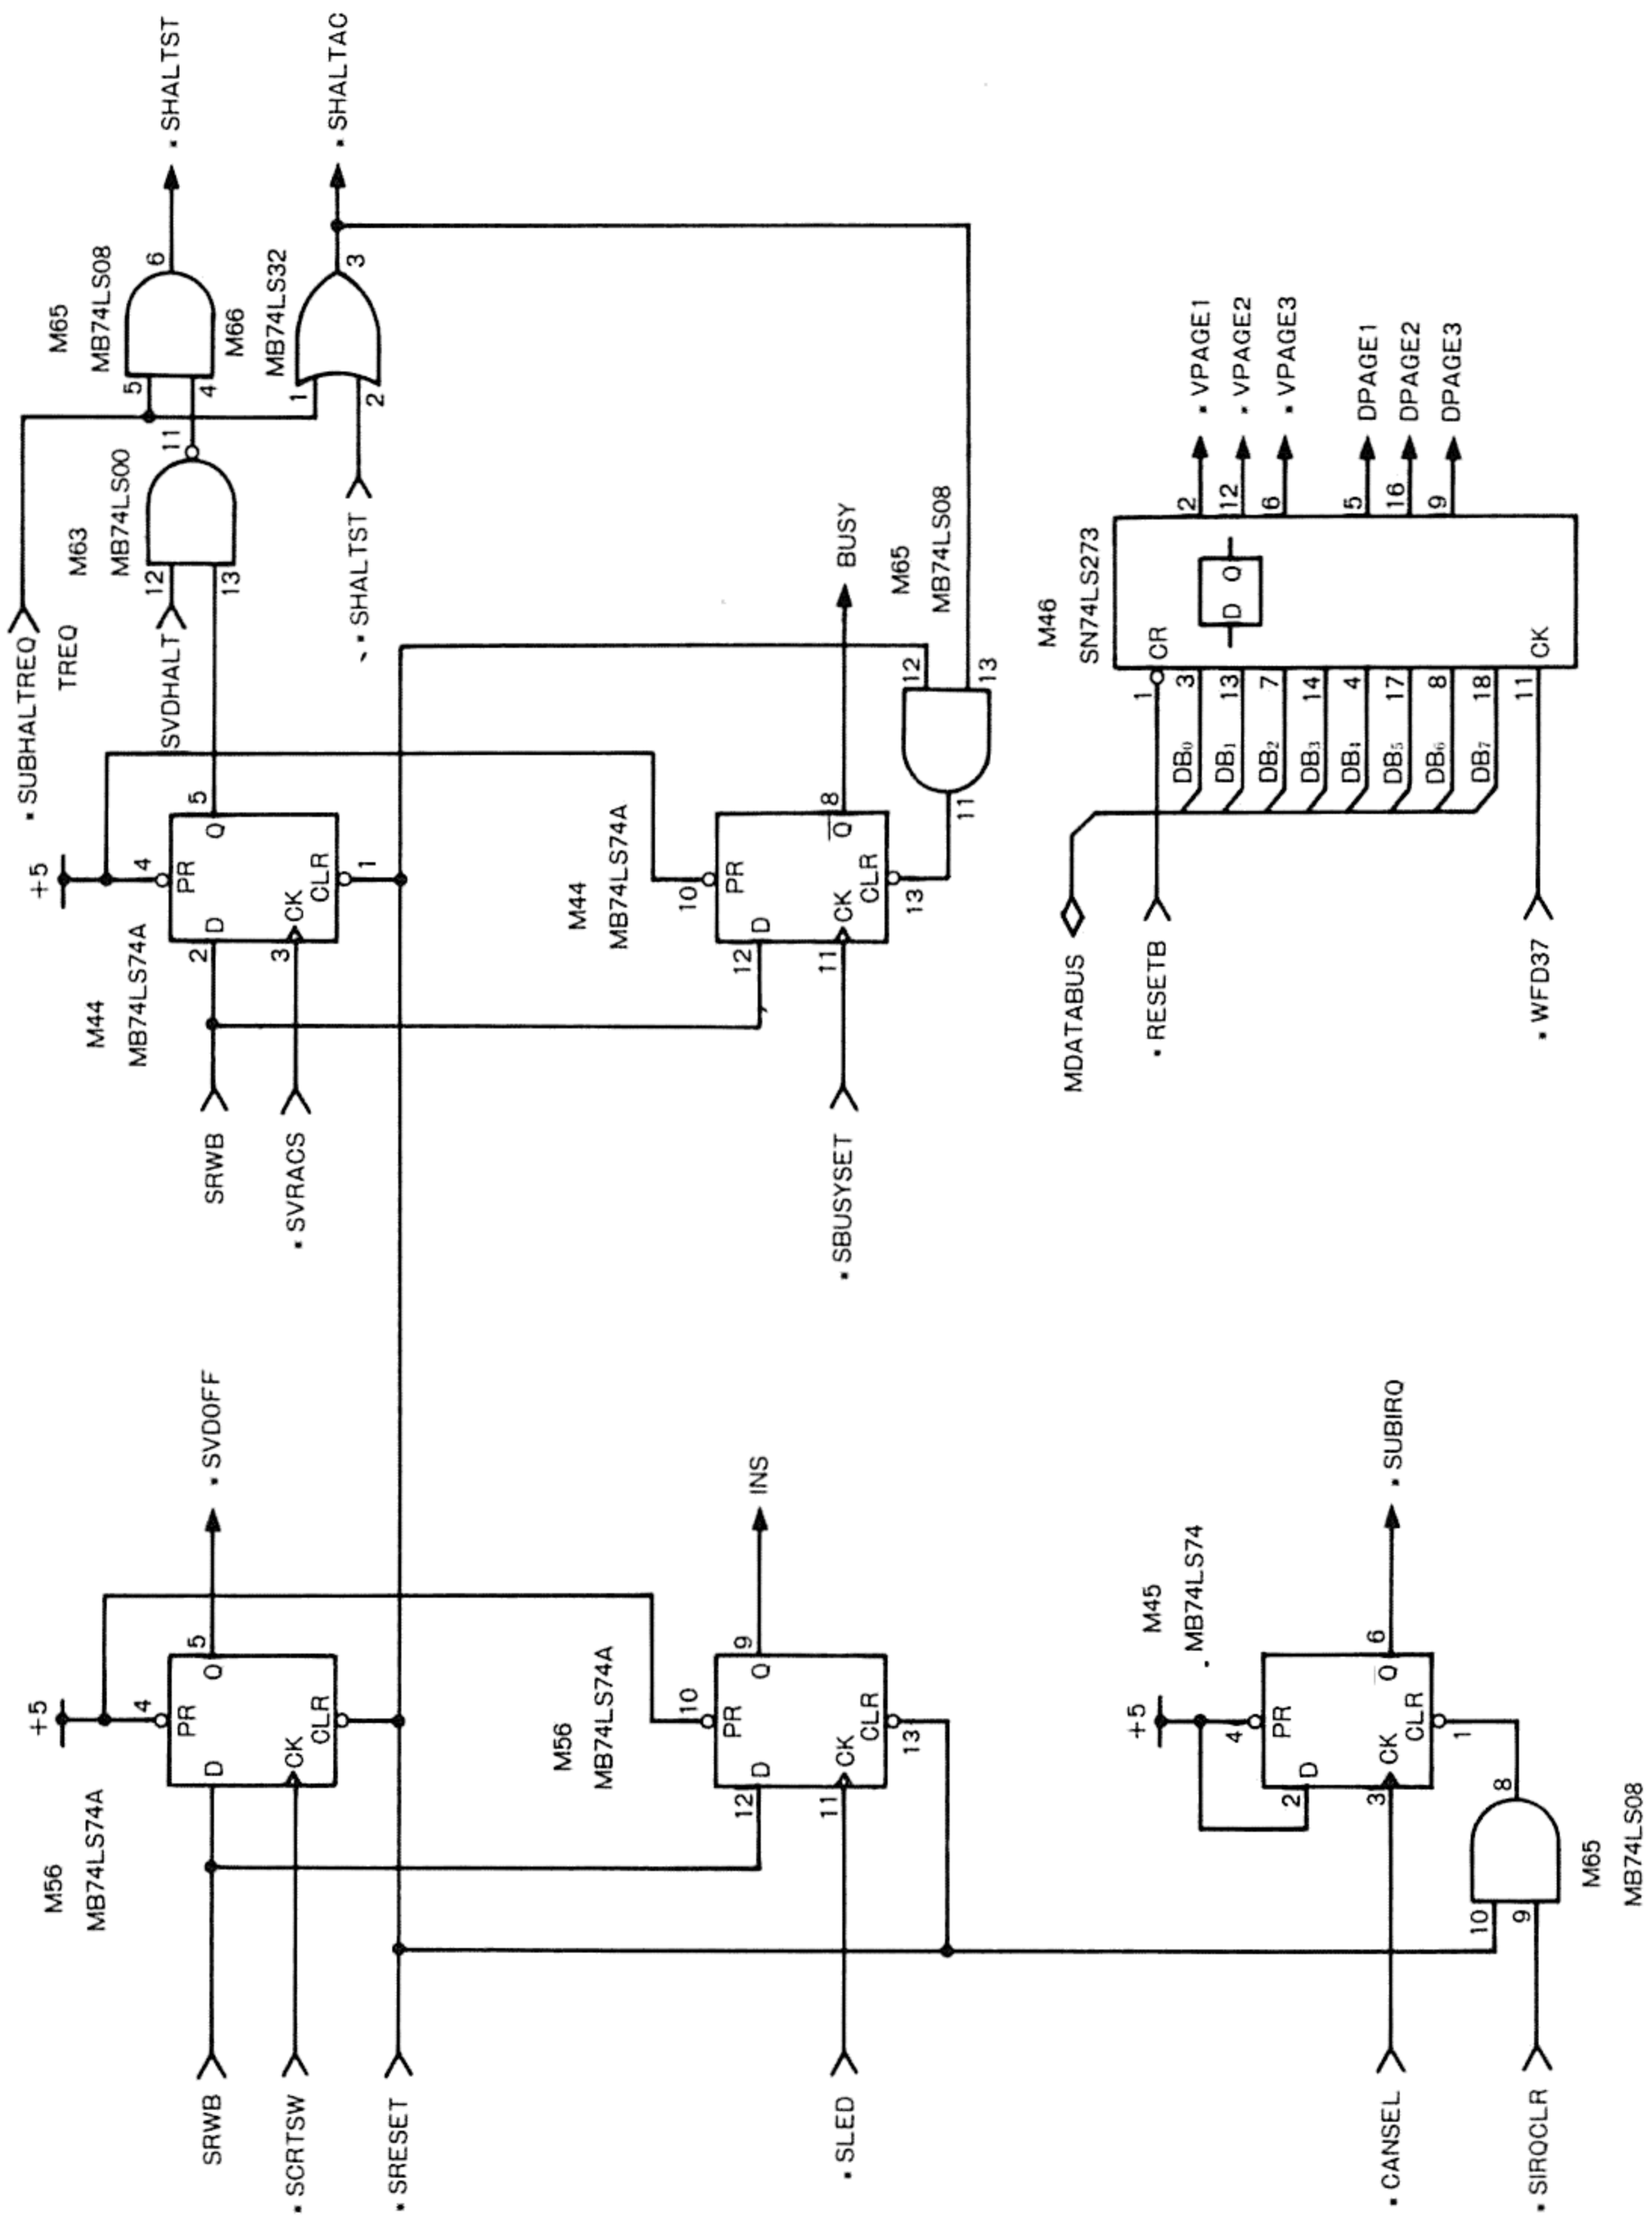 +5
M56
MB74LS74A
4
PR
5
Q
D
CK
CLR
SRWB
*SCRTSW
*SRESET
*SVDOFF
M56
MB74LS74A
10
PR
9
Q
12
D
11
CK
CLR
13
*SLED
INS
+5
M45
MB74LS74
4
PR
6
Q
2
D
3
CK
CLR
1
8
10
9
M65
MB74LS08
*CANSEL
*SIRQCLR
*SUBIRQ
+5
M44
MB74LS74A
4
PR
5
Q
2
D
3
CK
CLR
1
SRWB
*SVRACS
M44
MB74LS74A
10
PR
8
Q
12
D
11
CK
CLR
13
*SBUSYSET
BUSY
*SUBHALTREQ
TREQ
SVDHALT
M63
MB74LS00
12
13
11
M65
MB74LS08
5
4
6
*SHALTST
M66
MB74LS32
1
2
3
*SHALTST
*SHALTAC
M65
MB74LS08
12
13
11
M46
SN74LS273
MDATABUS
*RESETB
*WFD37
1
CR
DB0
3
DB1
13
DB2
7
DB3
14
DB4
4
DB5
17
DB6
8
DB7
18
11
CK
D Q
2
*VPAGE1
12
*VPAGE2
6
*VPAGE3
5
DPAGE1
16
DPAGE2
9
DPAGE3